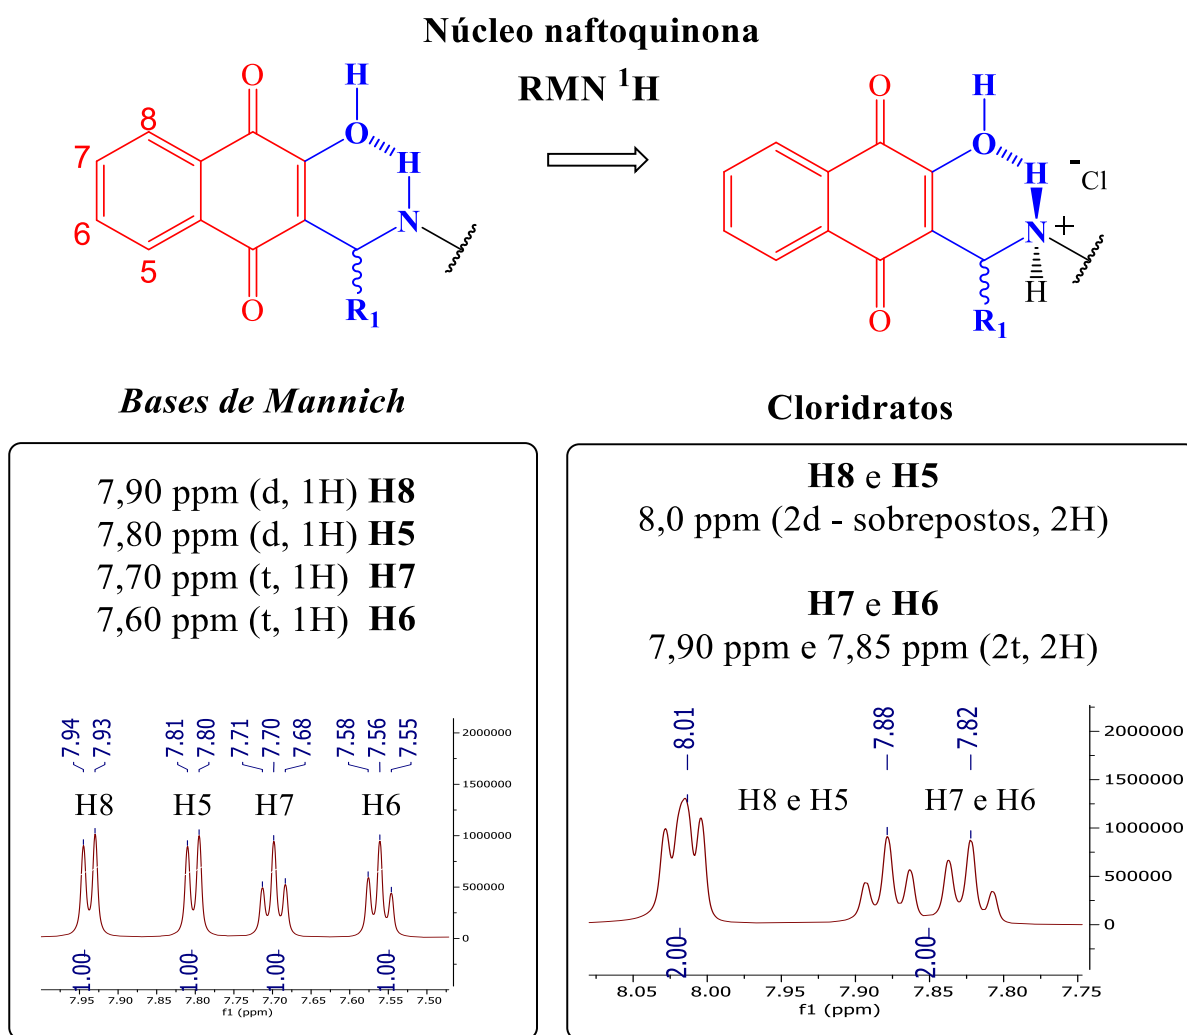 Núcleo naftoquinona
RMN ¹H
O
H
8
O
H
7
6
N
5
O
R₁
O
H
O
H
-
Cl
N
+
H
O
R₁
Bases de Mannich
Cloridratos
7,90 ppm (d, 1H) H8
7,80 ppm (d, 1H) H5
7,70 ppm (t, 1H) H7
7,60 ppm (t, 1H) H6
H8 e H5
8,0 ppm (2d - sobrepostos, 2H)
H7 e H6
7,90 ppm e 7,85 ppm (2t, 2H)
7.94 7.93 7.81 7.80 7.71 7.70 7.68 7.58 7.56 7.55
H8 H5 H7 H6
2000000
1500000
1000000
500000
0
1.00 1.00 1.00 1.00
7.95 7.90 7.85 7.80 7.75 7.70 7.65 7.60 7.55 7.50
f1 (ppm)
8.01 7.88 7.82
H8 e H5 H7 e H6
2000000
1500000
1000000
500000
0
2.00 2.00
8.05 8.00 7.95 7.90 7.85 7.80 7.75
f1 (ppm)